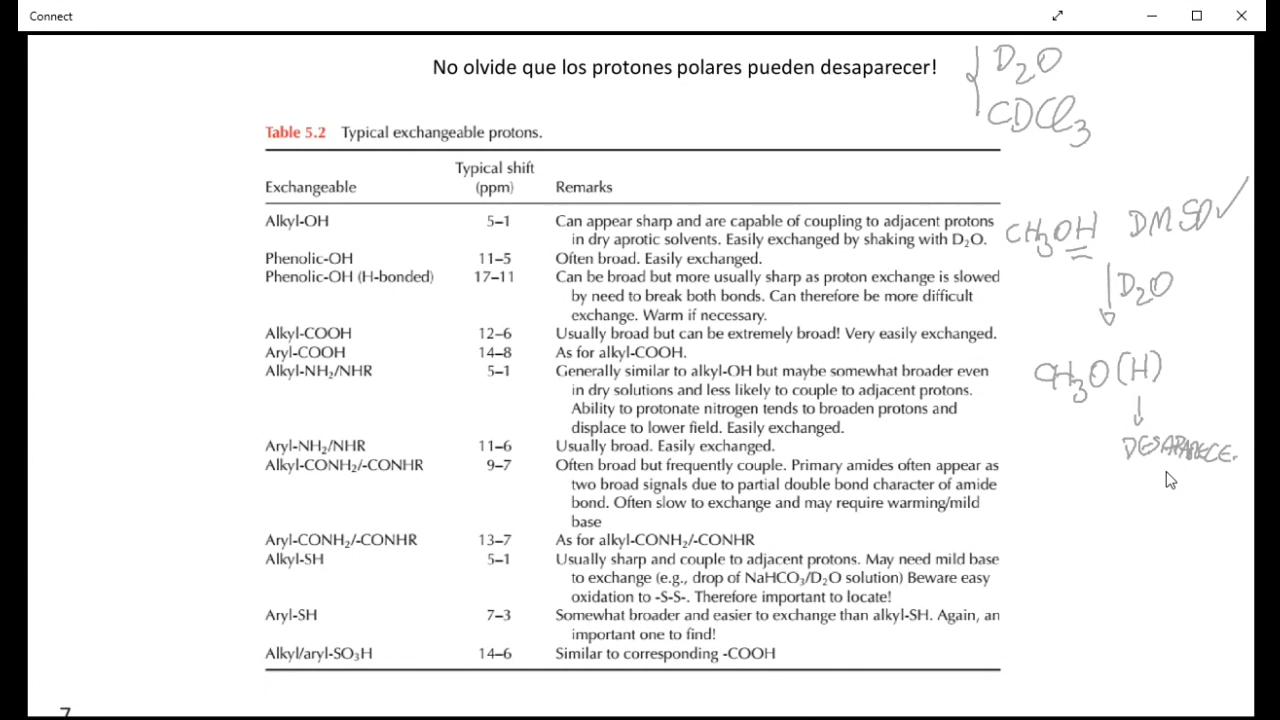 Connect
No olvide que los protones polares pueden desaparecer!
D2O
CDCl3
Table 5.2 Typical exchangeable protons.
Exchangeable Typical shift (ppm) Remarks
Alkyl-OH 5–1 Can appear sharp and are capable of coupling to adjacent protons
in dry aprotic solvents. Easily exchanged by shaking with D2O.
Phenolic-OH 11–5 Often broad. Easily exchanged.
Phenolic-OH (H-bonded) 17–11 Can be broad but more usually sharp as proton exchange is slowed
by need to break both bonds. Can therefore be more difficult
exchange. Warm if necessary.
Alkyl-COOH 12–6 Usually broad but can be extremely broad! Very easily exchanged.
Aryl-COOH 14–8 As for alkyl-COOH.
Alkyl-NH2/NHR 5–1 Generally similar to alkyl-OH but maybe somewhat broader even
in dry solutions and less likely to couple to adjacent protons.
Ability to protonate nitrogen tends to broaden protons and
displace to lower field. Easily exchanged.
Aryl-NH2/NHR 11–6 Usually broad. Easily exchanged.
Alkyl-CONH2/-CONHR 9–7 Often broad but frequently couple. Primary amides often appear as
two broad signals due to partial double bond character of amide
bond. Often slow to exchange and may require warming/mild
base
Aryl-CONH2/-CONHR 13–7 As for alkyl-CONH2/-CONHR
Alkyl-SH 5–1 Usually sharp and couple to adjacent protons. May need mild base
to exchange (e.g., drop of NaHCO3/D2O solution) Beware easy
oxidation to -S-S-. Therefore important to locate!
Aryl-SH 7–3 Somewhat broader and easier to exchange than alkyl-SH. Again, an
important one to find!
Alkyl/aryl-SO3H 14–6 Similar to corresponding -COOH
CH3OH DMSO ✓
D2O
CH3O(H)
DESAPARECE.
7